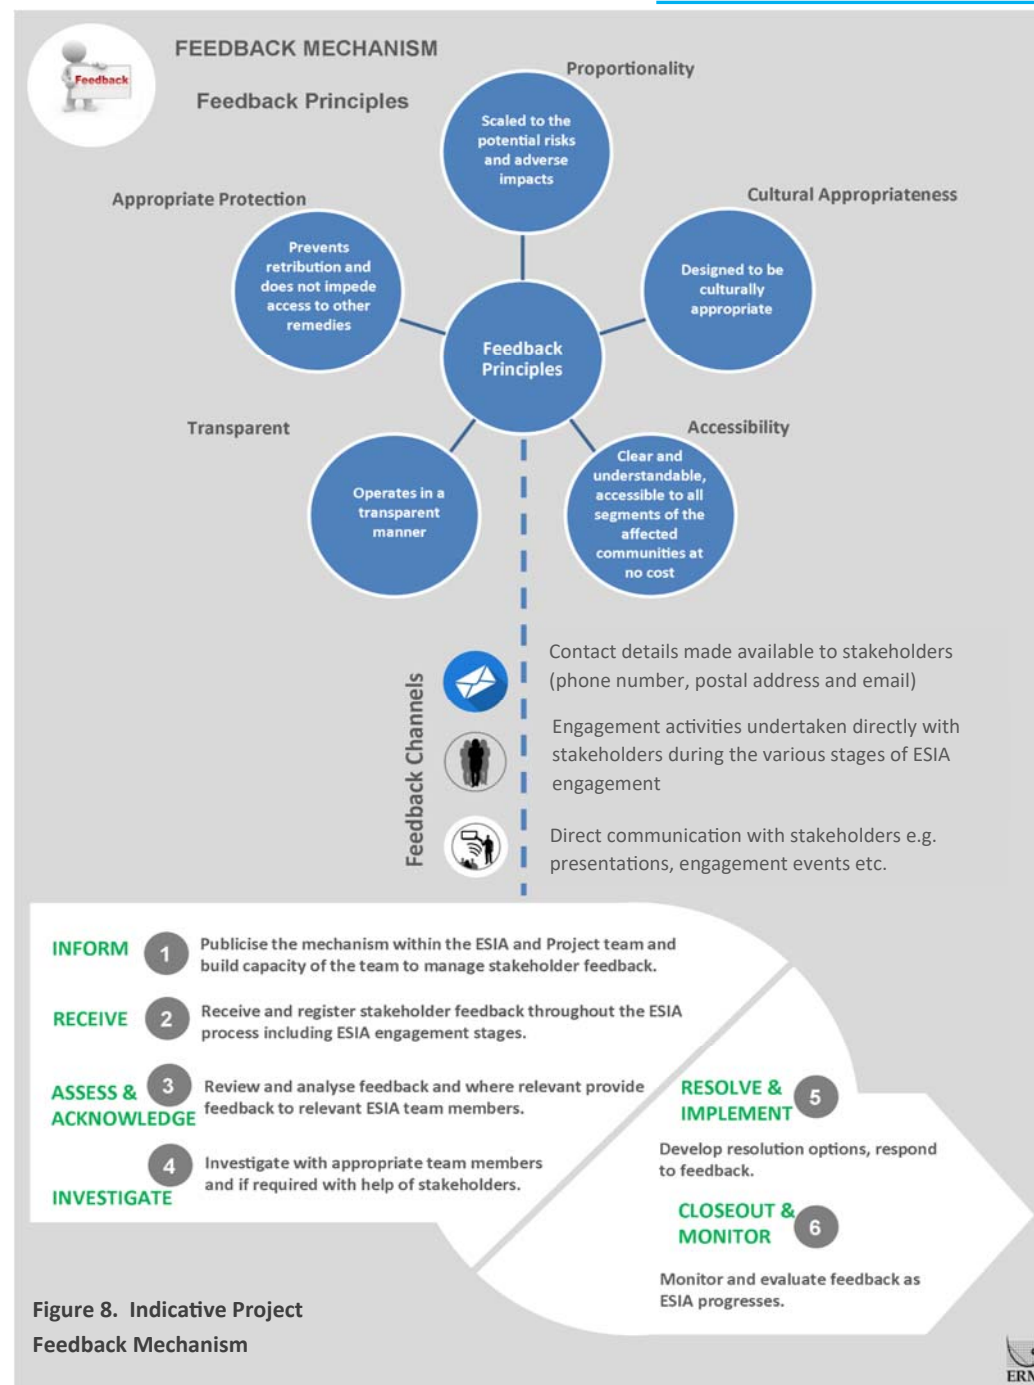 FEEDBACK MECHANISM
Feedback
Feedback Principles
Proportionality
Scaled to the
potential risks
and adverse
impacts
Appropriate Protection
Prevents
retribution and
does not impede
access to other
remedies
Cultural Appropriateness
Designed to be
culturally
appropriate
Feedback
Principles
Transparent
Operates in a
transparent
manner
Accessibility
Clear and
understandable,
accessible to all
segments of the
affected
communities at
no cost
Feedback Channels
Contact details made available to stakeholders
(phone number, postal address and email)
Engagement activities undertaken directly with
stakeholders during the various stages of ESIA
engagement
Direct communication with stakeholders e.g.
presentations, engagement events etc.
INFORM 1
Publicise the mechanism within the ESIA and Project team and
build capacity of the team to manage stakeholder feedback.
RECEIVE 2
Receive and register stakeholder feedback throughout the ESIA
process including ESIA engagement stages.
ASSESS & 3
ACKNOWLEDGE
Review and analyse feedback and where relevant provide
feedback to relevant ESIA team members.
4
INVESTIGATE
Investigate with appropriate team members
and if required with help of stakeholders.
RESOLVE & 5
IMPLEMENT
Develop resolution options, respond
to feedback.
CLOSEOUT & 6
MONITOR
Monitor and evaluate feedback as
ESIA progresses.
Figure 8. Indicative Project
Feedback Mechanism
ERM